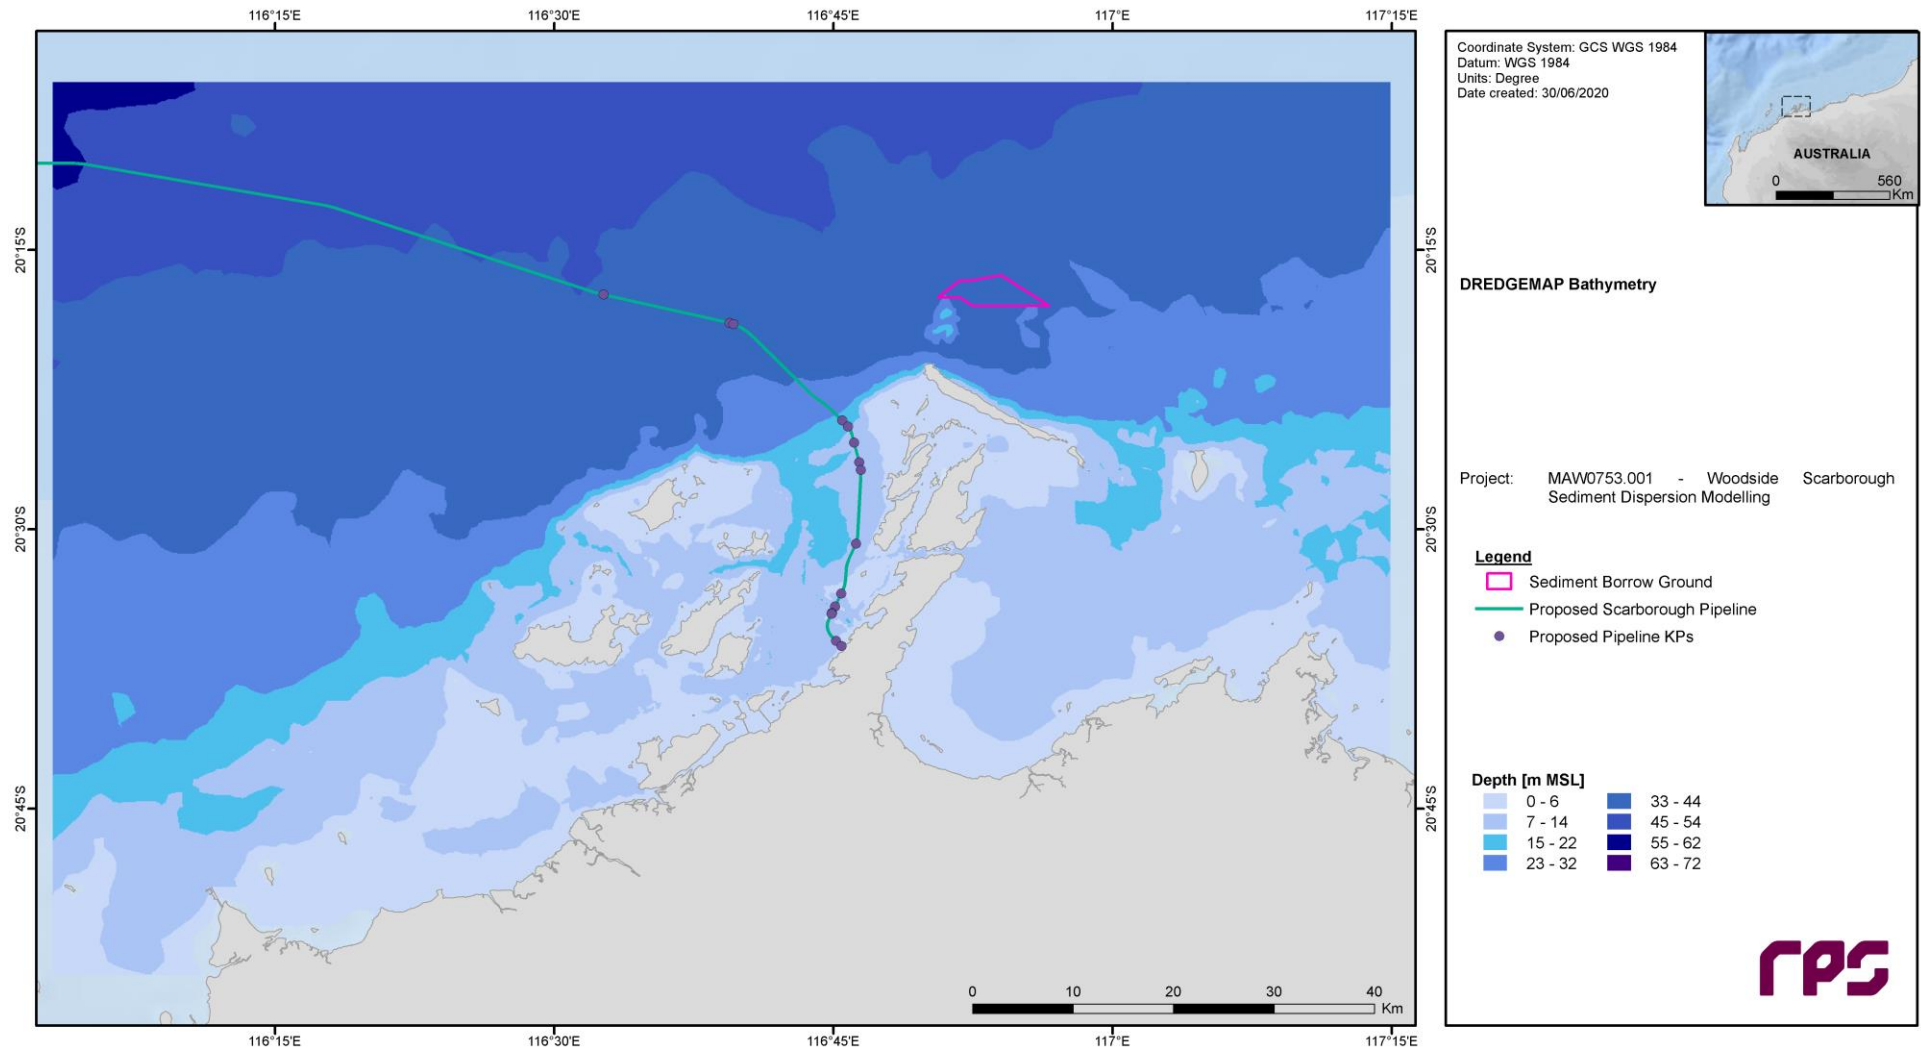 116°15'E 116°30'E 116°45'E 117°E 117°15'E
20°15'S 20°15'S
20°30'S 20°30'S
20°45'S 20°45'S
0 10 20 30 40
Km
116°15'E 116°30'E 116°45'E 117°E 117°15'E
Coordinate System: GCS WGS 1984
Datum: WGS 1984
Units: Degree
Date created: 30/06/2020
AUSTRALIA
0 560
Km
DREDGEMAP Bathymetry
Project: MAW0753.001 - Woodside Scarborough
Sediment Dispersion Modelling
Legend
Sediment Borrow Ground
Proposed Scarborough Pipeline
Proposed Pipeline KPs
Depth [m MSL]
0 - 6 33 - 44
7 - 14 45 - 54
15 - 22 55 - 62
23 - 32 63 - 72
rps